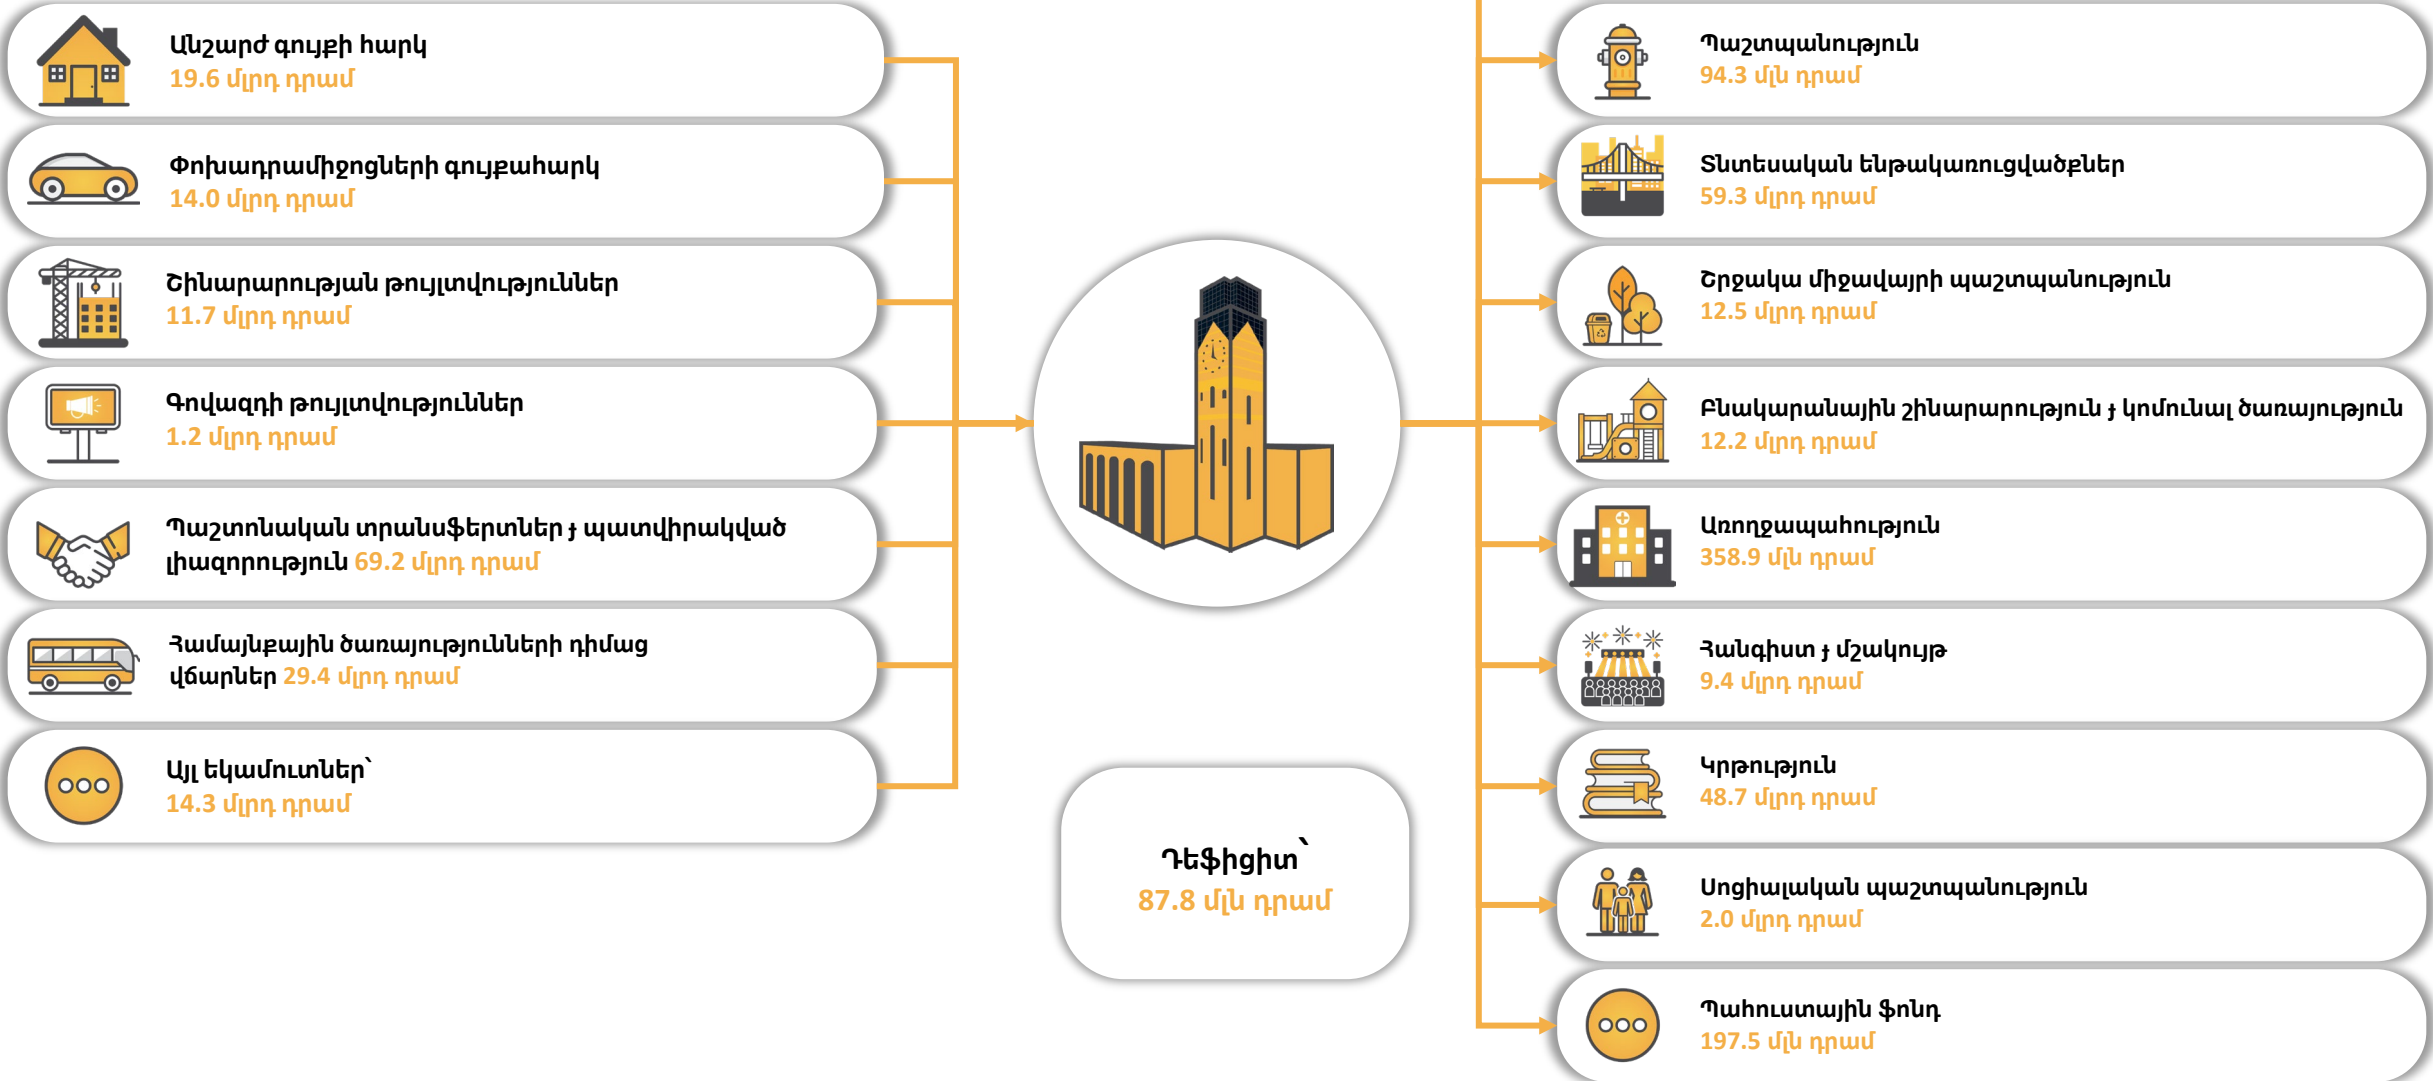 Անշարժ գույքի հարկ
19.6 մլրդ դրամ
Փոխադրամիջոցների գույքահարկ
14.0 մլրդ դրամ
Շինարարության թույլտվություններ
11.7 մլրդ դրամ
Գովազդի թույլտվություններ
1.2 մլրդ դրամ
Պաշտոնական տրանսֆերտներ և պատվիրակված
լիազորություն 69.2 մլրդ դրամ
Համայնքային ծառայությունների դիմաց
վճարներ 29.4 մլրդ դրամ
Այլ եկամուտներ՝
14.3 մլրդ դրամ
Դեֆիցիտ՝
87.8 մլն դրամ
Պաշտպանություն
94.3 մլն դրամ
Տնտեսական ենթակառուցվածքներ
59.3 մլրդ դրամ
Շրջակա միջավայրի պաշտպանություն
12.5 մլրդ դրամ
Բնակարանային շինարարություն և կոմունալ ծառայություն
12.2 մլրդ դրամ
Առողջապահություն
358.9 մլն դրամ
Հանգիստ և մշակույթ
9.4 մլրդ դրամ
Կրթություն
48.7 մլրդ դրամ
Սոցիալական պաշտպանություն
2.0 մլրդ դրամ
Պահուստային ֆոնդ
197.5 մլն դրամ